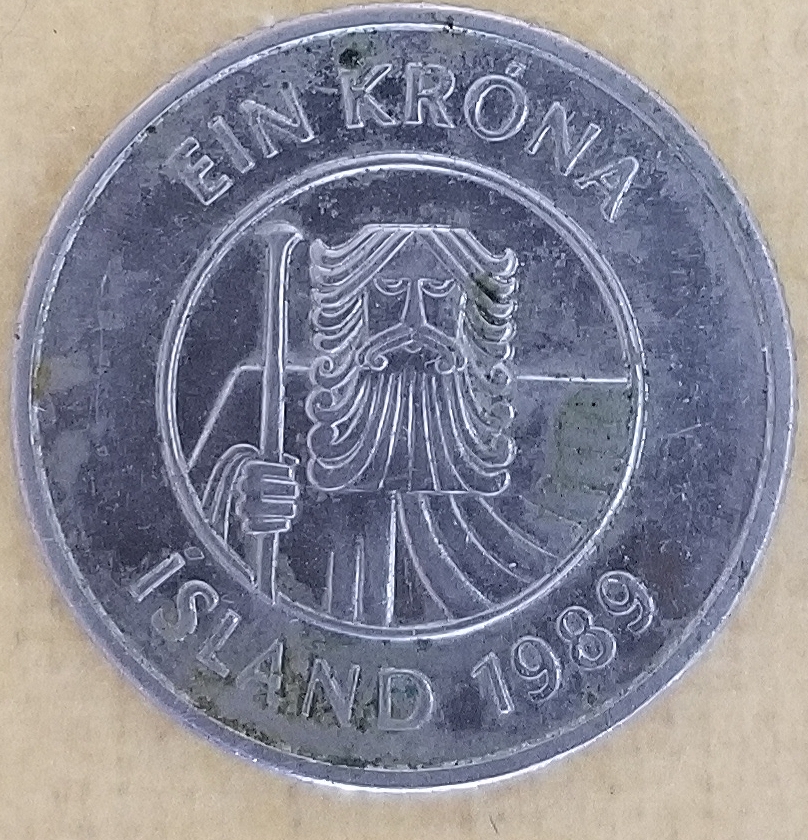 EIN KRÓNA
ÍSLAND 1989